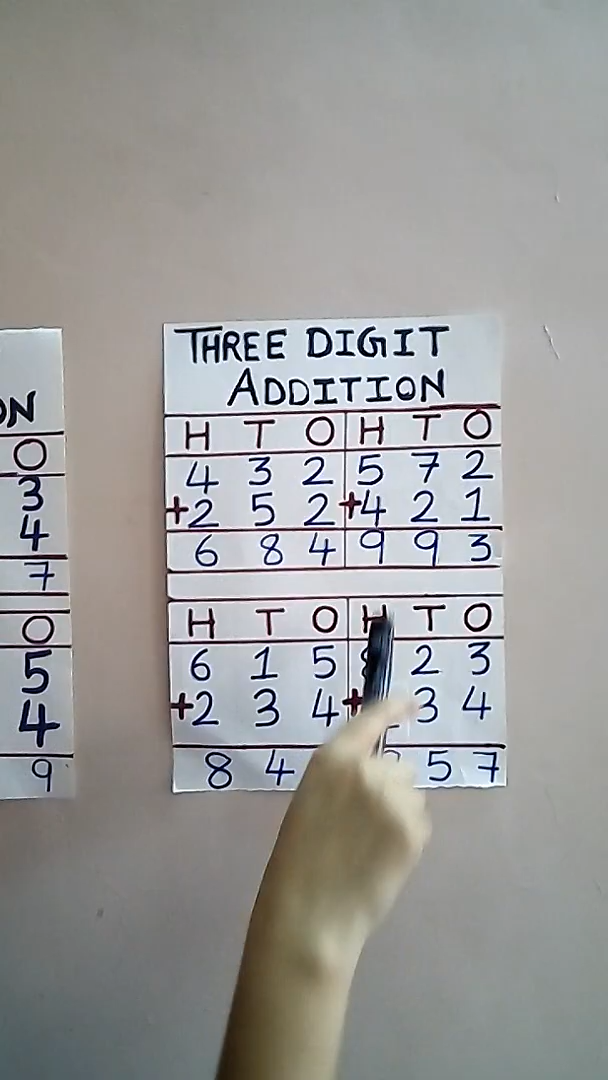 THREE DIGIT
ADDITION
H T O H T O
4 3 2 5 7 2
+2 5 2 +4 2 1
6 8 4 9 9 3
H T O H T O
6 1 5 2 3
+2 3 4 + 3 4
8 4 5 7
ON
O
3
4
7
O
5
4
9